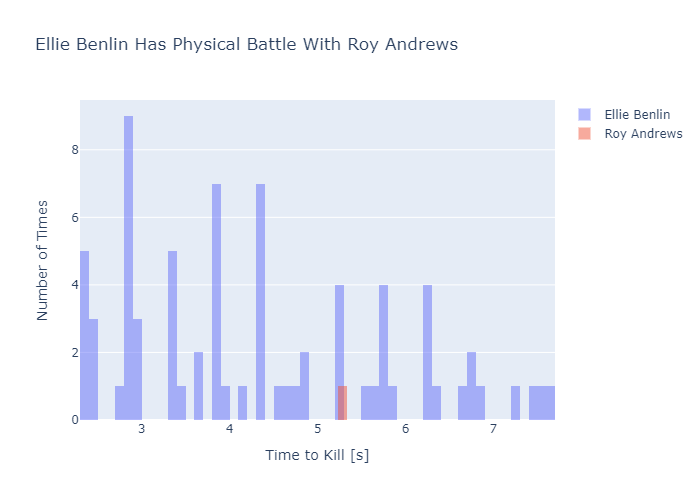 Ellie Benlin Has Physical Battle With Roy Andrews
Ellie Benlin
Roy Andrews
8
6
4
2
0
Number of Times
3
4
5
6
7
Time to Kill [s]